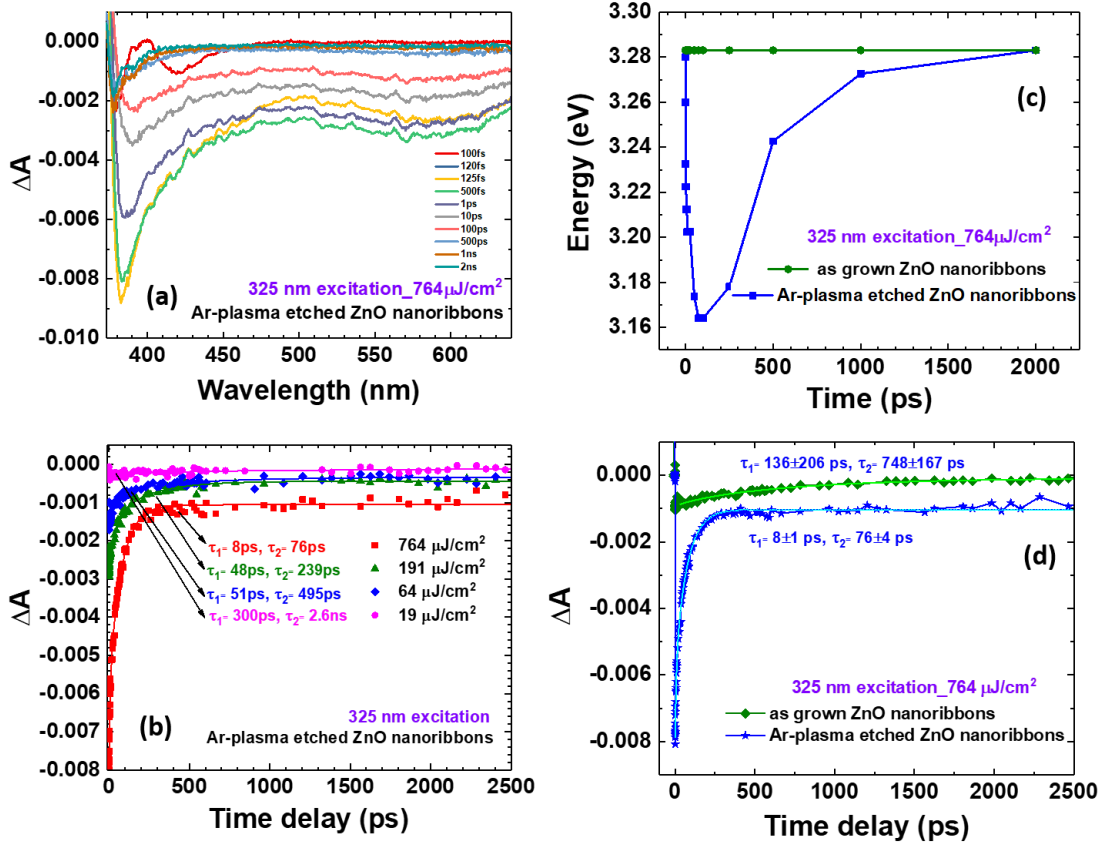 (a)
0.000
-0.002
-0.004
-0.006
-0.008
-0.010
ΔA
400
450
500
550
600
Wavelength (nm)
100fs
120fs
125fs
500fs
1ps
10ps
100ps
500ps
1ns
2ns
325 nm excitation_764μJ/cm²
Ar-plasma etched ZnO nanoribbons
(c)
3.30
3.28
3.26
3.24
3.22
3.20
3.18
3.16
Energy (eV)
0
500
1000
1500
2000
Time (ps)
325 nm excitation_764μJ/cm²
as grown ZnO nanoribbons
Ar-plasma etched ZnO nanoribbons
(b)
0.000
-0.001
-0.002
-0.003
-0.004
-0.005
-0.006
-0.007
-0.008
ΔA
0
500
1000
1500
2000
2500
Time delay (ps)
τ₁= 8ps, τ₂= 76ps
τ₁= 48ps, τ₂= 239ps
τ₁= 51ps, τ₂= 495ps
τ₁= 300ps, τ₂= 2.6ns
764 μJ/cm²
191 μJ/cm²
64 μJ/cm²
19 μJ/cm²
325 nm excitation
Ar-plasma etched ZnO nanoribbons
(d)
0.000
-0.002
-0.004
-0.006
-0.008
ΔA
0
500
1000
1500
2000
2500
Time delay (ps)
τ₁= 136±206 ps, τ₂= 748±167 ps
τ₁= 8±1 ps, τ₂= 76±4 ps
325 nm excitation_764 μJ/cm²
as grown ZnO nanoribbons
Ar-plasma etched ZnO nanoribbons